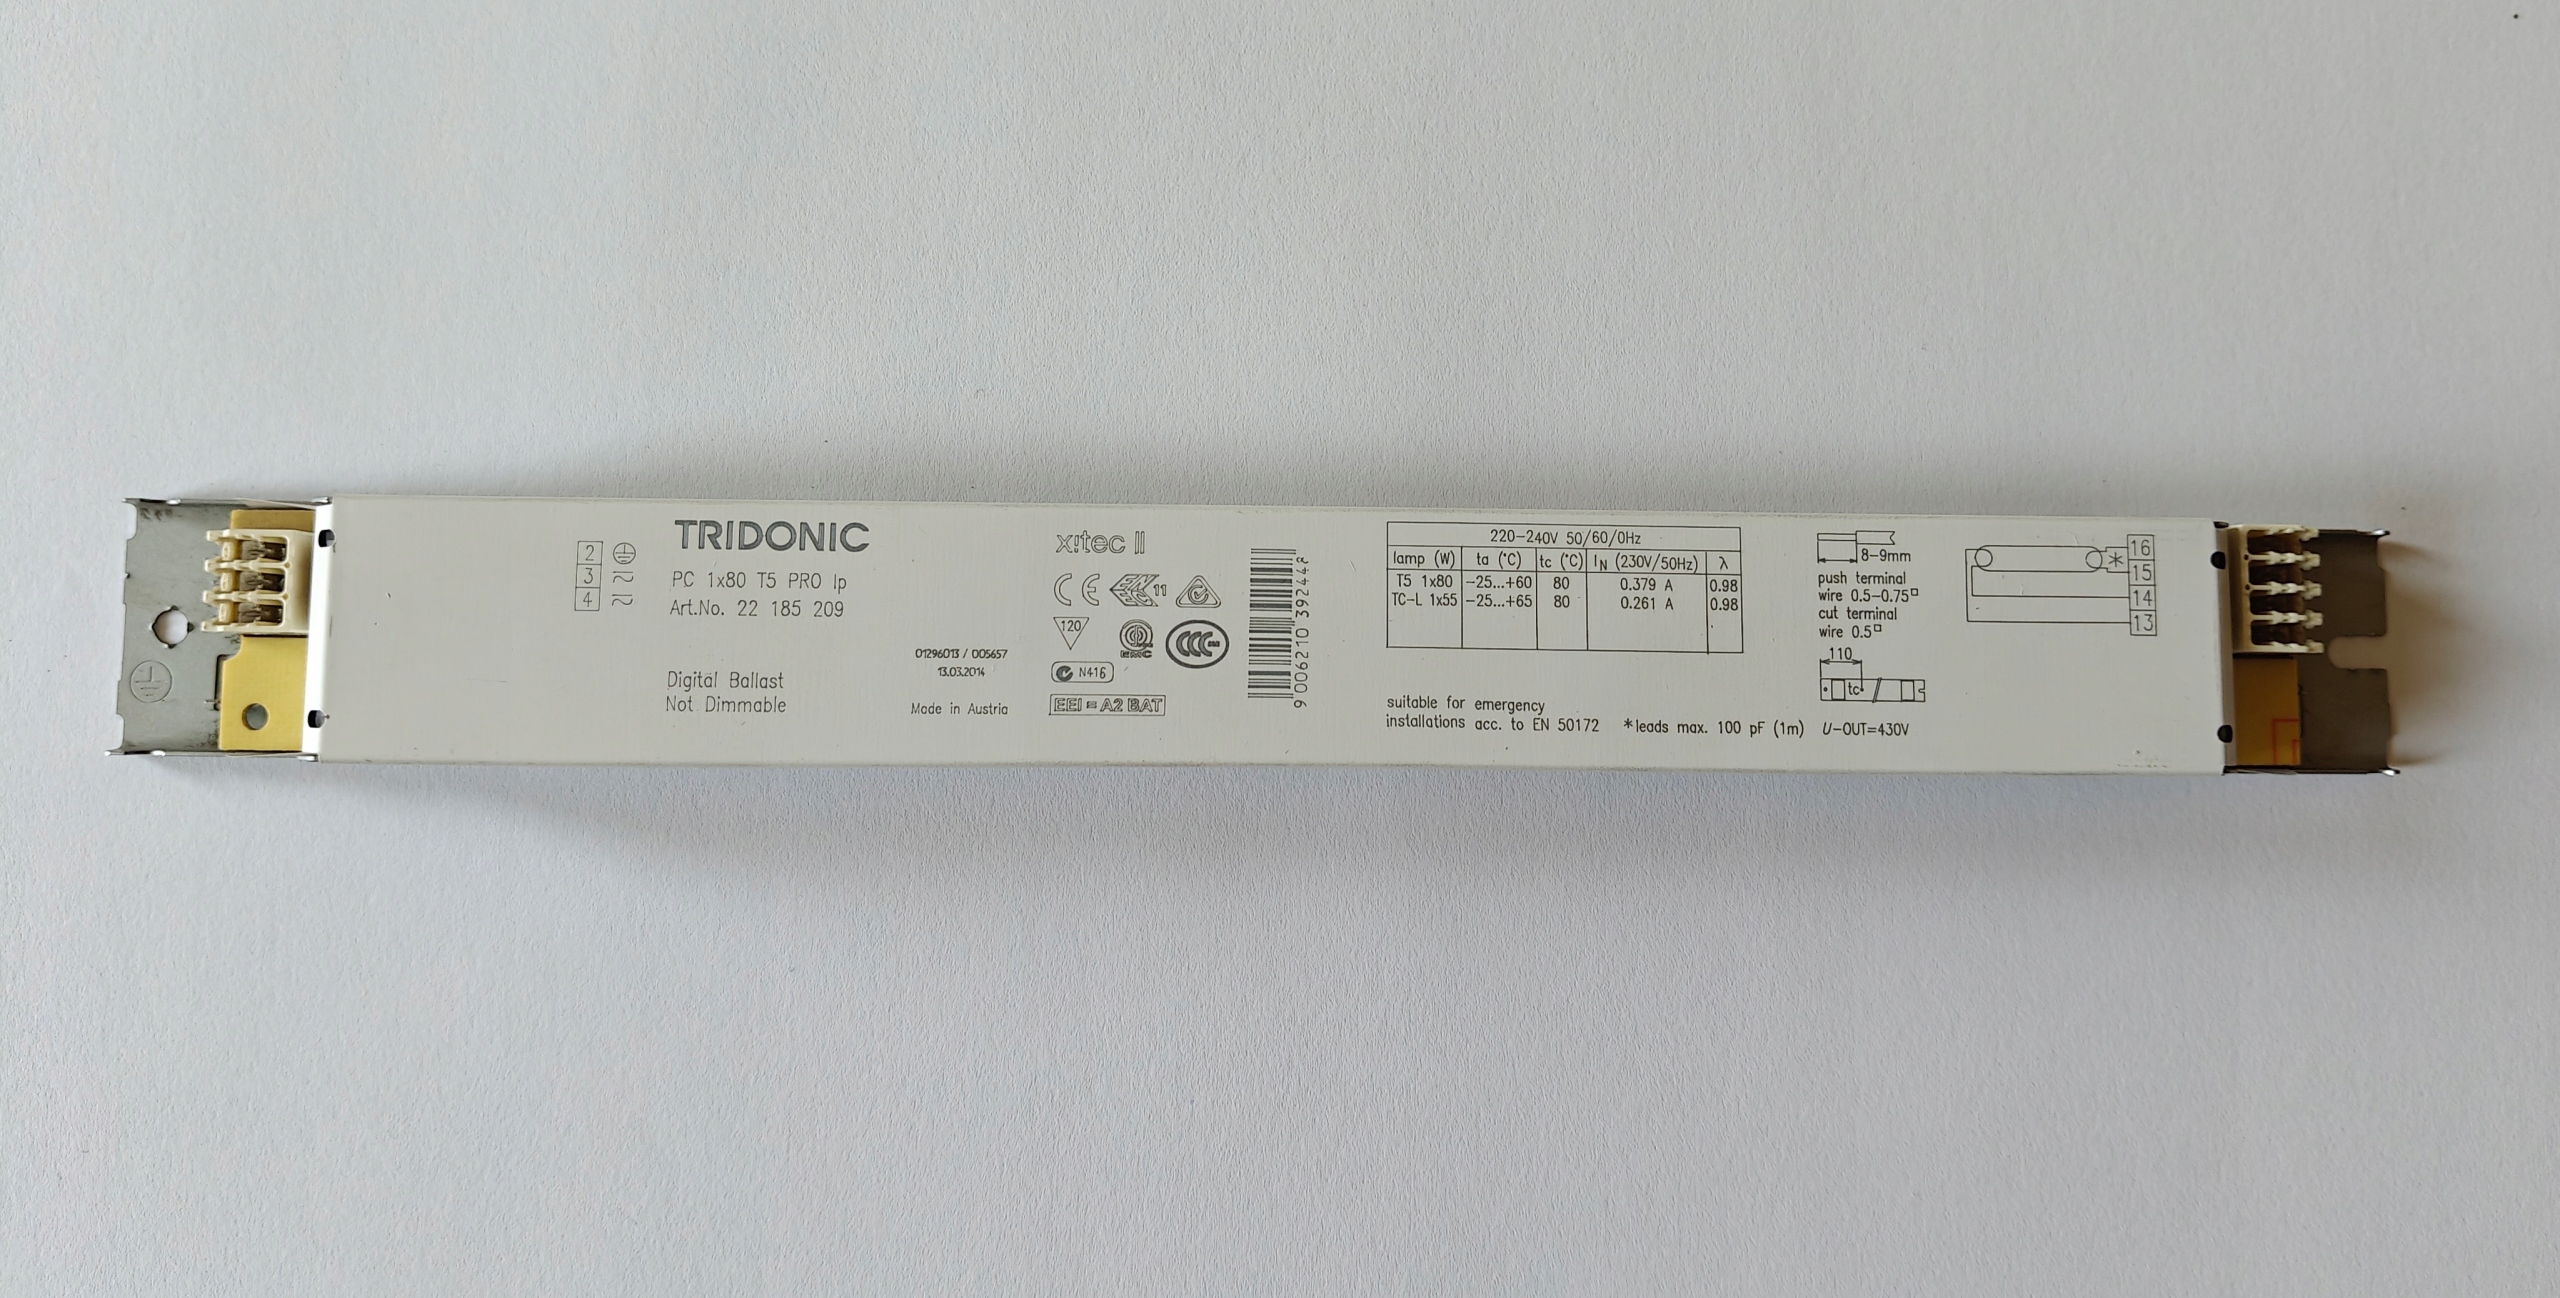 2
3
4
TRIDONIC
PC 1x80 T5 PRO lp
Art.No. 22 185 209
Digital Ballast
Not Dimmable
01296013 / 005657
13.03.2014
Made in Austria
x!tec II
CE 11
120
EMC
CCC
N416
EEI = A2 BAT
9 006210 392448
220-240V 50/60/0Hz
lamp (W) ta (°C) tc (°C) IN (230V/50Hz) λ
T5 1x80 -25...+60 80 0.379 A 0.98
TC-L 1x55 -25...+65 80 0.261 A 0.98
suitable for emergency
installations acc. to EN 50172 *leads max. 100 pF (1m) U-OUT=430V
8-9mm
push terminal
wire 0.5-0.75□
cut terminal
wire 0.5□
110
tc
*
16
15
14
13